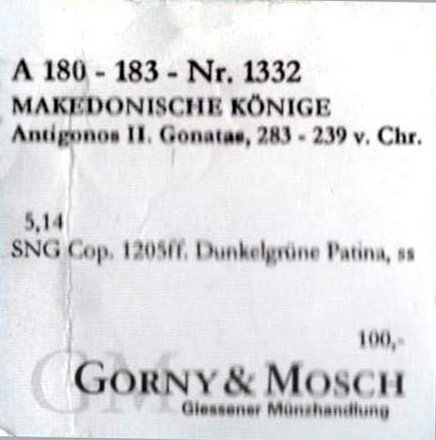 A 180 - 183 - Nr. 1332
MAKEDONISCHE KÖNIGE
Antigonos II. Gonatas, 283 - 239 v. Chr.
5,14
SNG Cop. 1205ff. Dunkelgrüne Patina, ss
100,-
GM
GORNY & MOSCH
Giessener Münzhandlung